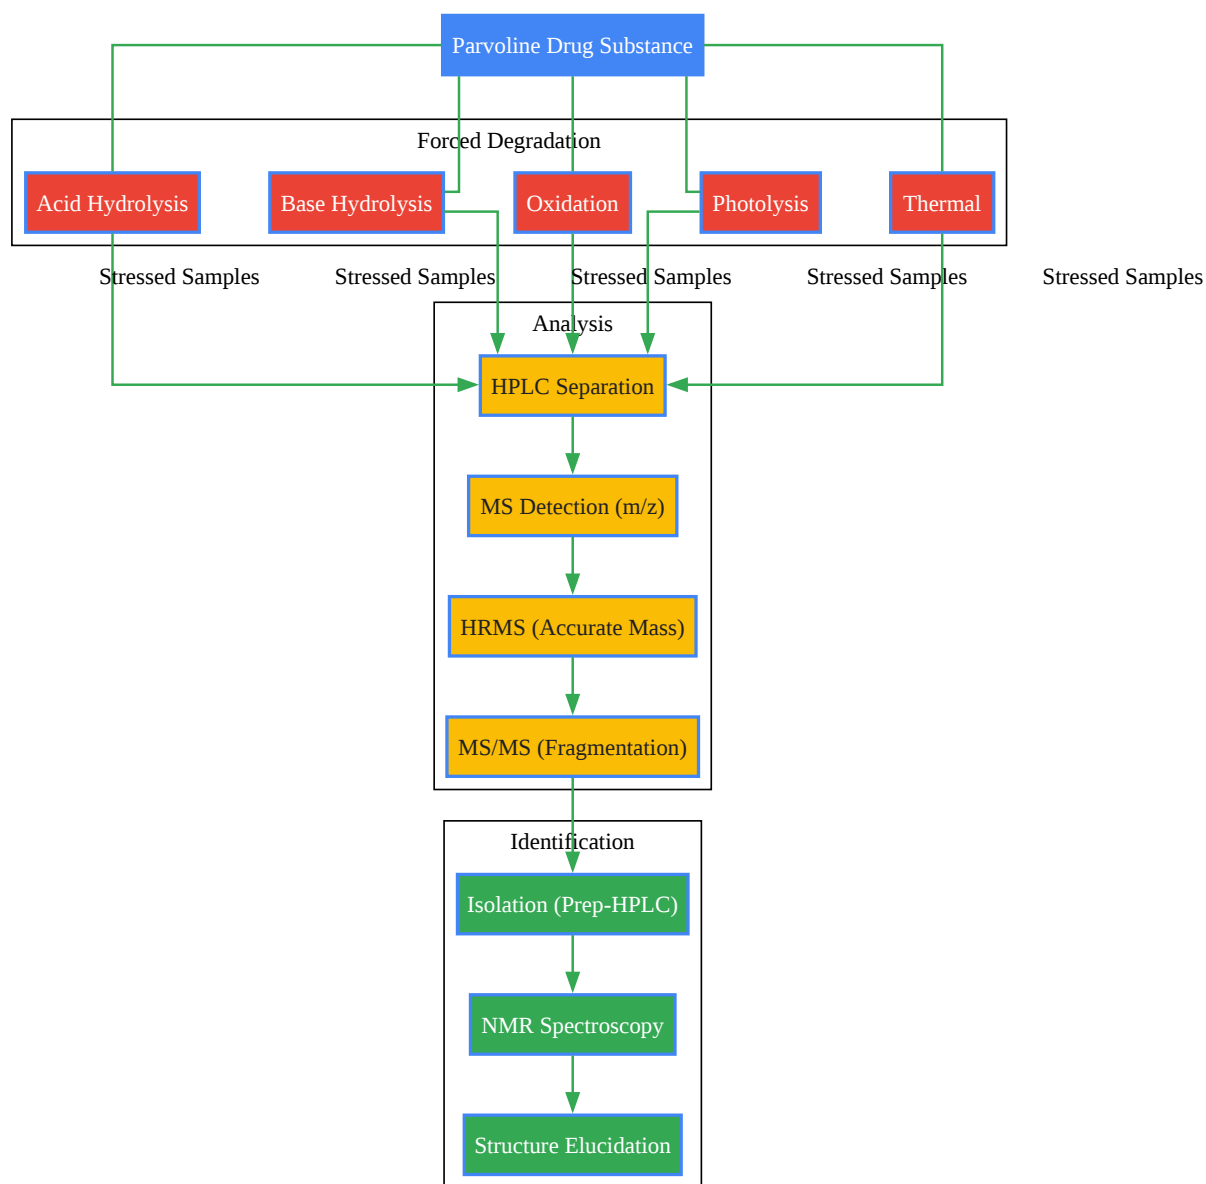 Parvoline Drug Substance
Forced Degradation
Acid Hydrolysis
Base Hydrolysis
Oxidation
Photolysis
Thermal
Stressed Samples
Stressed Samples
Stressed Samples
Stressed Samples
Stressed Samples
Analysis
HPLC Separation
MS Detection (m/z)
HRMS (Accurate Mass)
MS/MS (Fragmentation)
Identification
Isolation (Prep-HPLC)
NMR Spectroscopy
Structure Elucidation